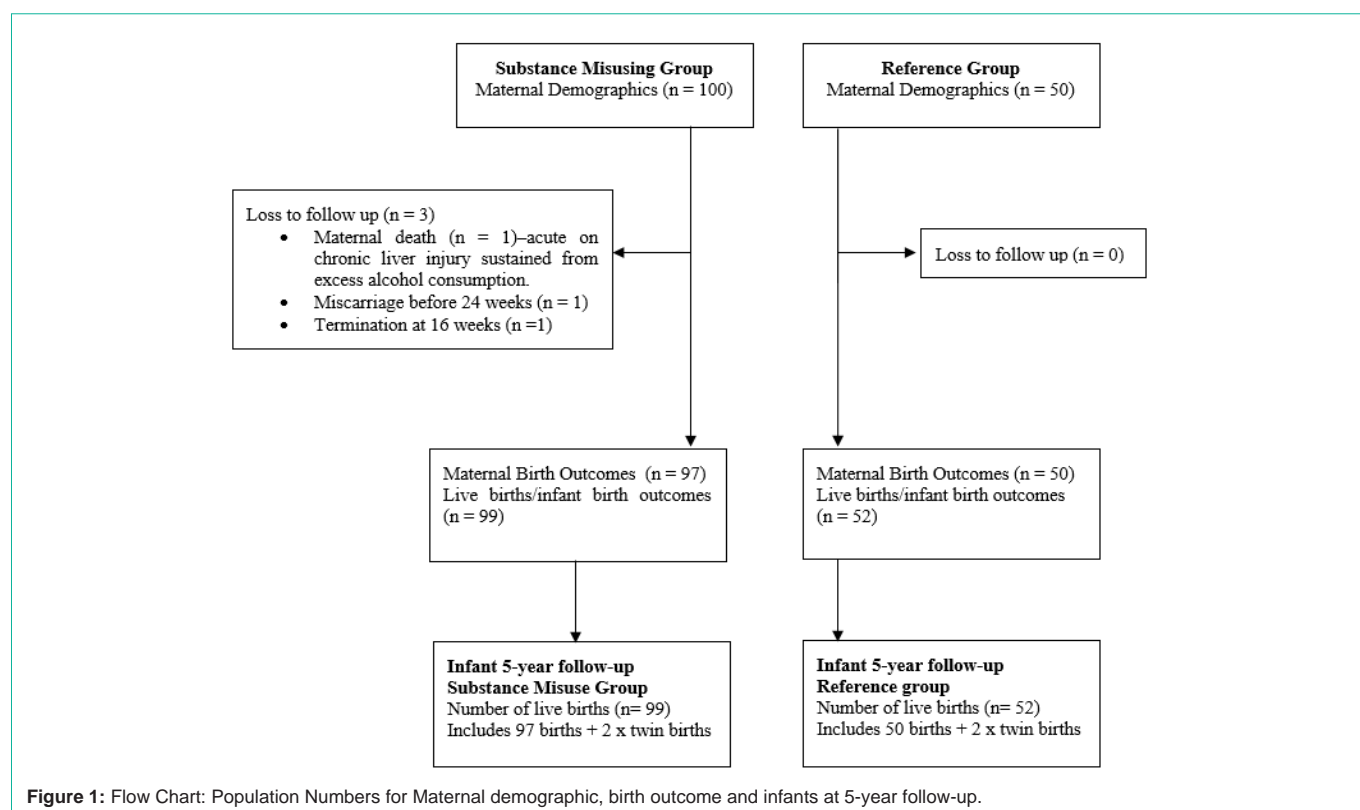 Substance Misusing Group
Maternal Demographics (n = 100)
Reference Group
Maternal Demographics (n = 50)
Loss to follow up (n = 3)
• Maternal death (n = 1)–acute on
chronic liver injury sustained from
excess alcohol consumption.
• Miscarriage before 24 weeks (n = 1)
• Termination at 16 weeks (n =1)
Loss to follow up (n = 0)
Maternal Birth Outcomes (n = 97)
Live births/infant birth outcomes
(n = 99)
Maternal Birth Outcomes (n = 50)
Live births/infant birth outcomes
(n = 52)
Infant 5-year follow-up
Substance Misuse Group
Number of live births (n= 99)
Includes 97 births + 2 x twin births
Infant 5-year follow-up
Reference group
Number of live births (n= 52)
Includes 50 births + 2 x twin births
Figure 1: Flow Chart: Population Numbers for Maternal demographic, birth outcome and infants at 5-year follow-up.